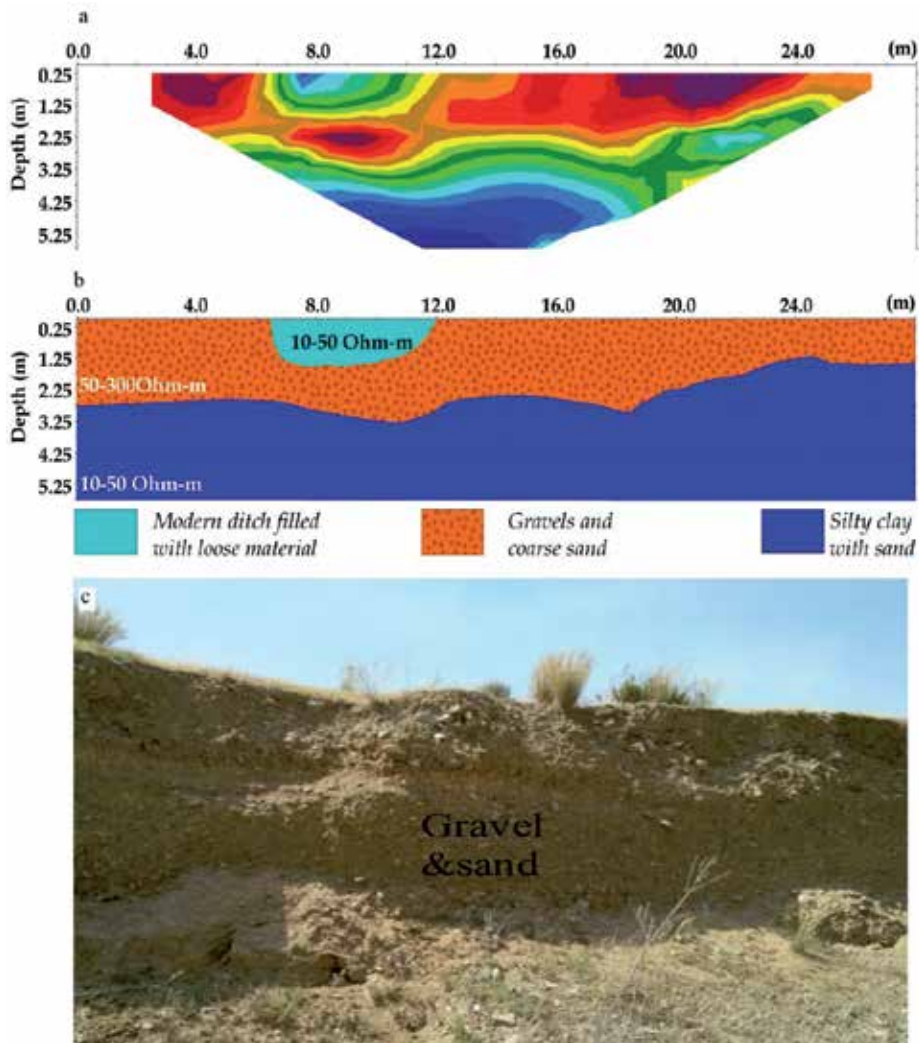 a
0.0 4.0 8.0 12.0 16.0 20.0 24.0 (m)
0.25
1.25
2.25
3.25
4.25
5.25
Depth (m)
b
0.0 4.0 8.0 12.0 16.0 20.0 24.0 (m)
0.25
1.25
2.25
3.25
4.25
5.25
Depth (m)
10-50 Ohm-m
50-300Ohm-m
10-50 Ohm-m
Modern ditch filled
with loose material
Gravels and
coarse sand
Silty clay
with sand
c
Gravel
&sand